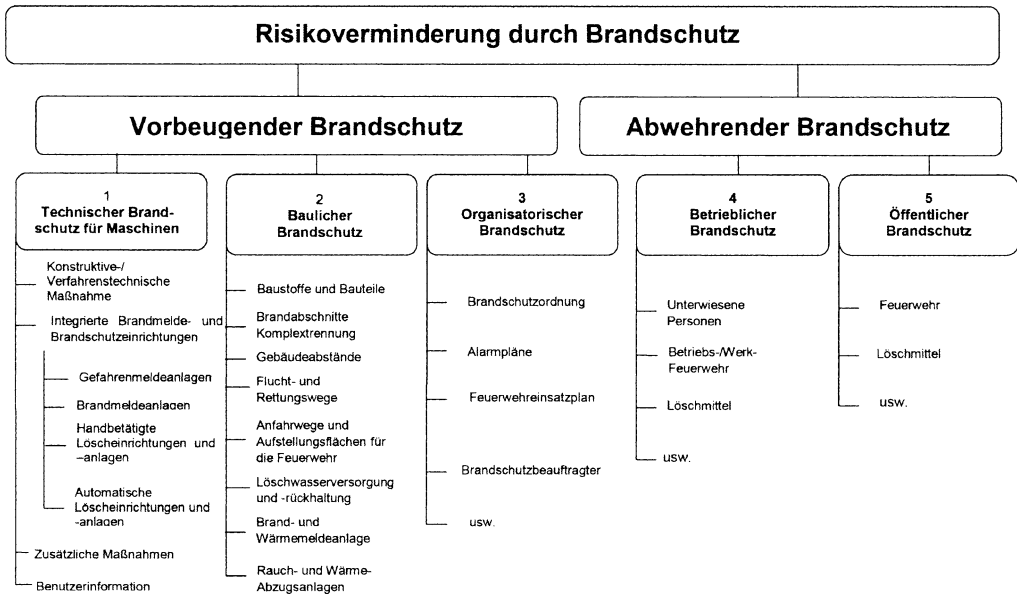 Risikoverminderung durch Brandschutz
Vorbeugender Brandschutz
Abwehrender Brandschutz
1
Technischer Brand-
schutz für Maschinen
Konstruktive-/
Verfahrenstechnische
Maßnahme
Integrierte Brandmelde- und
Brandschutzeinrichtungen
Gefahrenmeldeanlagen
Brandmeldeanlagen
Handbetätigte
Löscheinrichtungen und
–anlagen
Automatische
Löscheinrichtungen und
-anlagen
Zusätzliche Maßnahmen
Benutzerinformation
2
Baulicher
Brandschutz
Baustoffe und Bauteile
Brandabschnitte
Komplextrennung
Gebäudeabstände
Flucht- und
Rettungswege
Anfahrwege und
Aufstellungsflächen für
die Feuerwehr
Löschwasserversorgung
und -rückhaltung
Brand- und
Wärmemeldeanlage
Rauch- und Wärme-
Abzugsanlagen
3
Organisatorischer
Brandschutz
Brandschutzordnung
Alarmpläne
Feuerwehreinsatzplan
Brandschutzbeauftragter
usw.
4
Betrieblicher
Brandschutz
Unterwiesene
Personen
Betriebs-/Werk-
Feuerwehr
Löschmittel
usw.
5
Öffentlicher
Brandschutz
Feuerwehr
Löschmittel
usw.